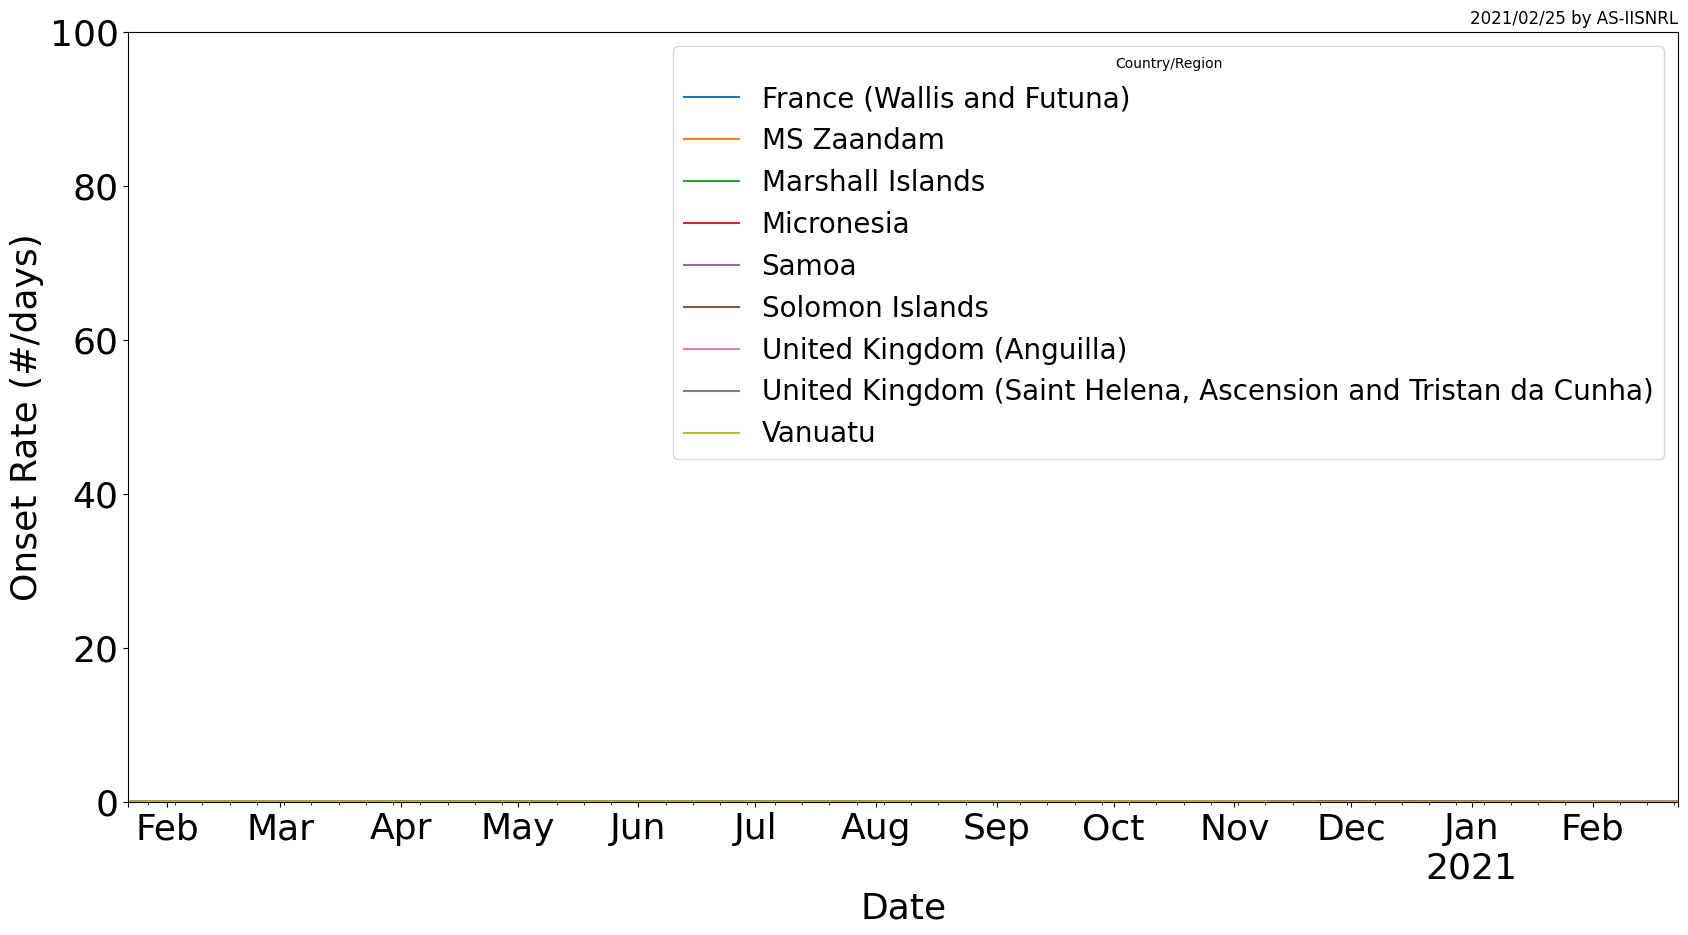 2021/02/25 by AS-IISNRL
100
80
60
40
20
0
Onset Rate (#/days)
Country/Region
France (Wallis and Futuna)
MS Zaandam
Marshall Islands
Micronesia
Samoa
Solomon Islands
United Kingdom (Anguilla)
United Kingdom (Saint Helena, Ascension and Tristan da Cunha)
Vanuatu
Feb Mar Apr May Jun Jul Aug Sep Oct Nov Dec Jan Feb
2021
Date